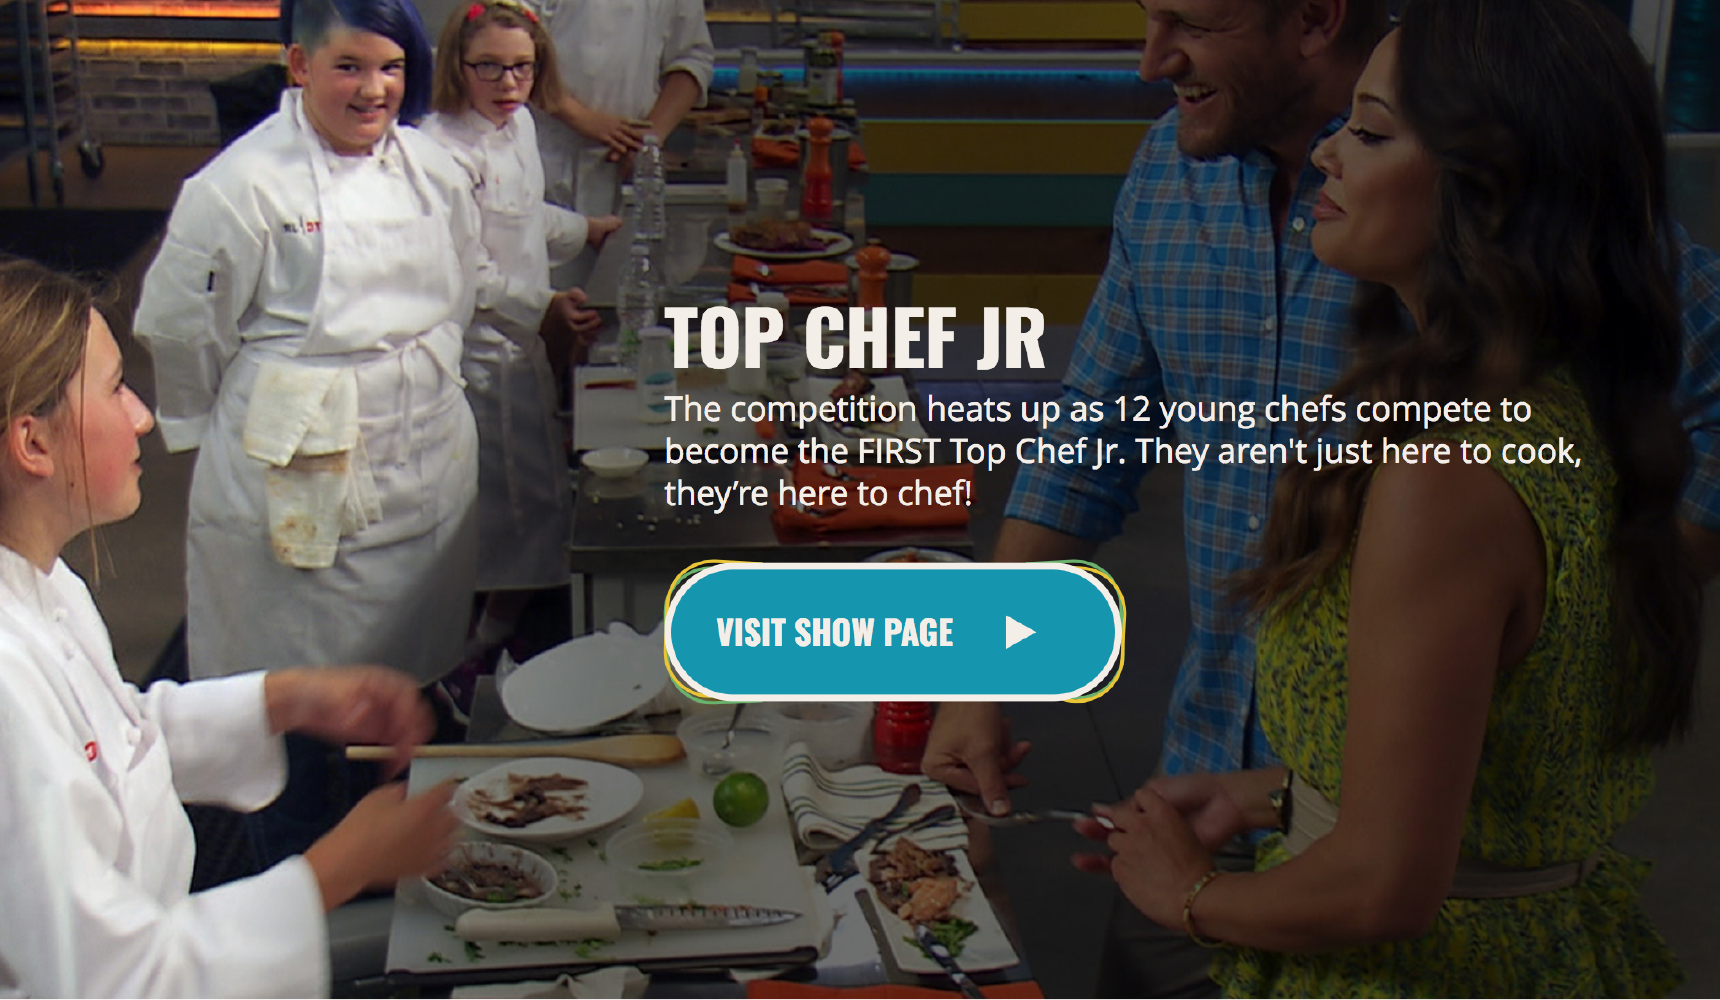 TOP CHEF JR
The competition heats up as 12 young chefs compete to
become the FIRST Top Chef Jr. They aren't just here to cook,
they’re here to chef!
VISIT SHOW PAGE